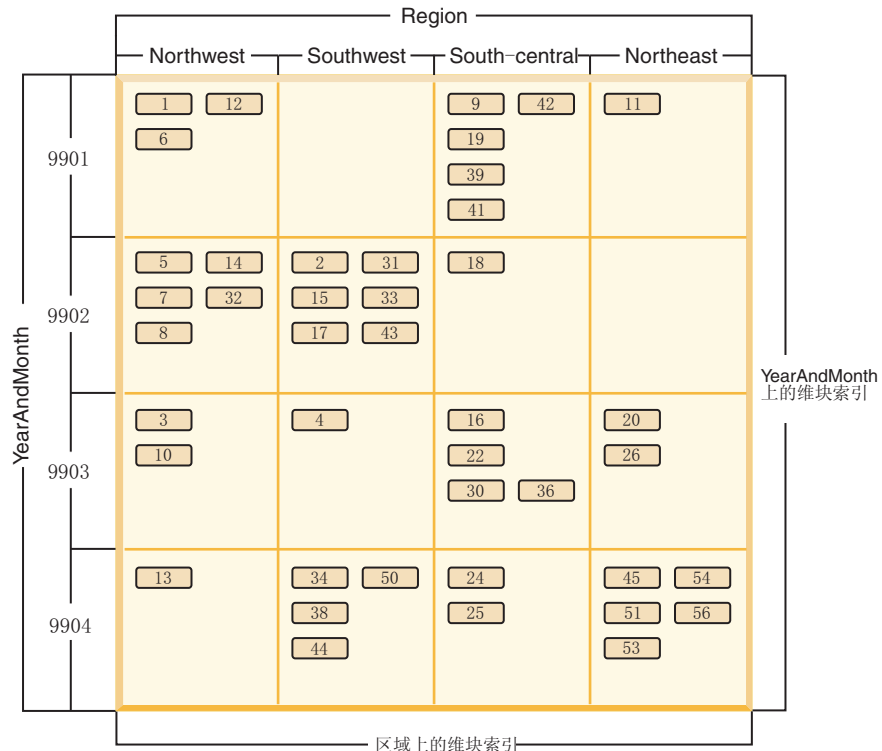 Region
Northwest Southwest South-central Northeast
1 12 9 42 11
6 19
9901
39
41
5 14 2 31 18
7 32 15 33
9902
8 17 43
YearAndMonth
YearAndMonth
上的维块索引
3 4 16 20
10 22 26
9903
30 36
13 34 50 24 45 54
38 25 51 56
9904
44 53
区域上的维块索引